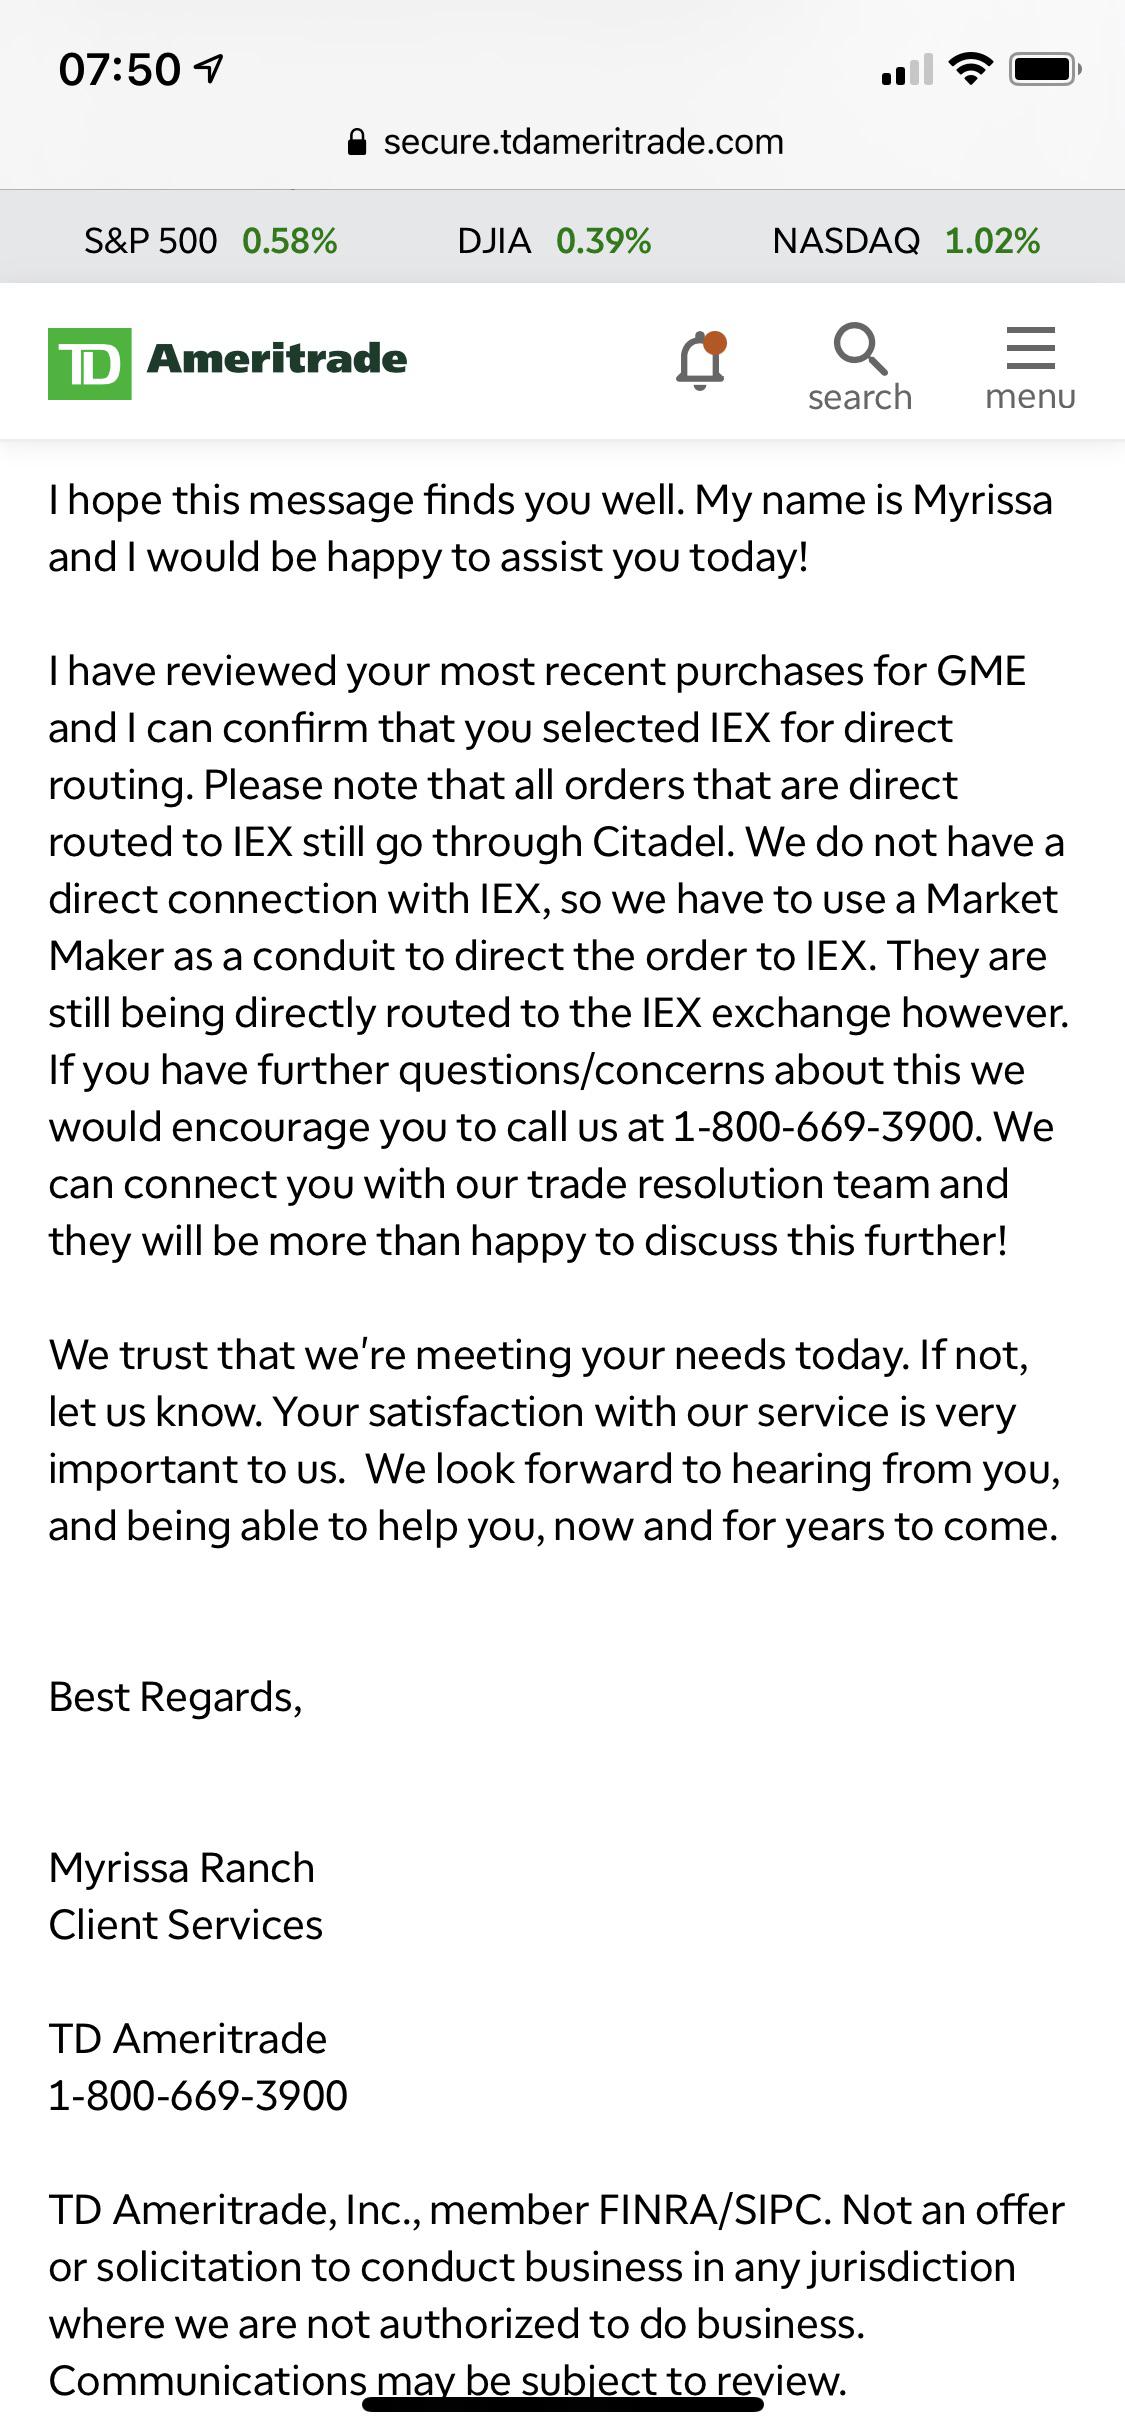 07:50
secure.tdameritrade.com
S&P 500 0.58% DJIA 0.39% NASDAQ 1.02%
TD Ameritrade
search menu
I hope this message finds you well. My name is Myrissa
and I would be happy to assist you today!
I have reviewed your most recent purchases for GME
and I can confirm that you selected IEX for direct
routing. Please note that all orders that are direct
routed to IEX still go through Citadel. We do not have a
direct connection with IEX, so we have to use a Market
Maker as a conduit to direct the order to IEX. They are
still being directly routed to the IEX exchange however.
If you have further questions/concerns about this we
would encourage you to call us at 1-800-669-3900. We
can connect you with our trade resolution team and
they will be more than happy to discuss this further!
We trust that we're meeting your needs today. If not,
let us know. Your satisfaction with our service is very
important to us.  We look forward to hearing from you,
and being able to help you, now and for years to come.
Best Regards,
Myrissa Ranch
Client Services
TD Ameritrade
1-800-669-3900
TD Ameritrade, Inc., member FINRA/SIPC. Not an offer
or solicitation to conduct business in any jurisdiction
where we are not authorized to do business.
Communications may be subject to review.